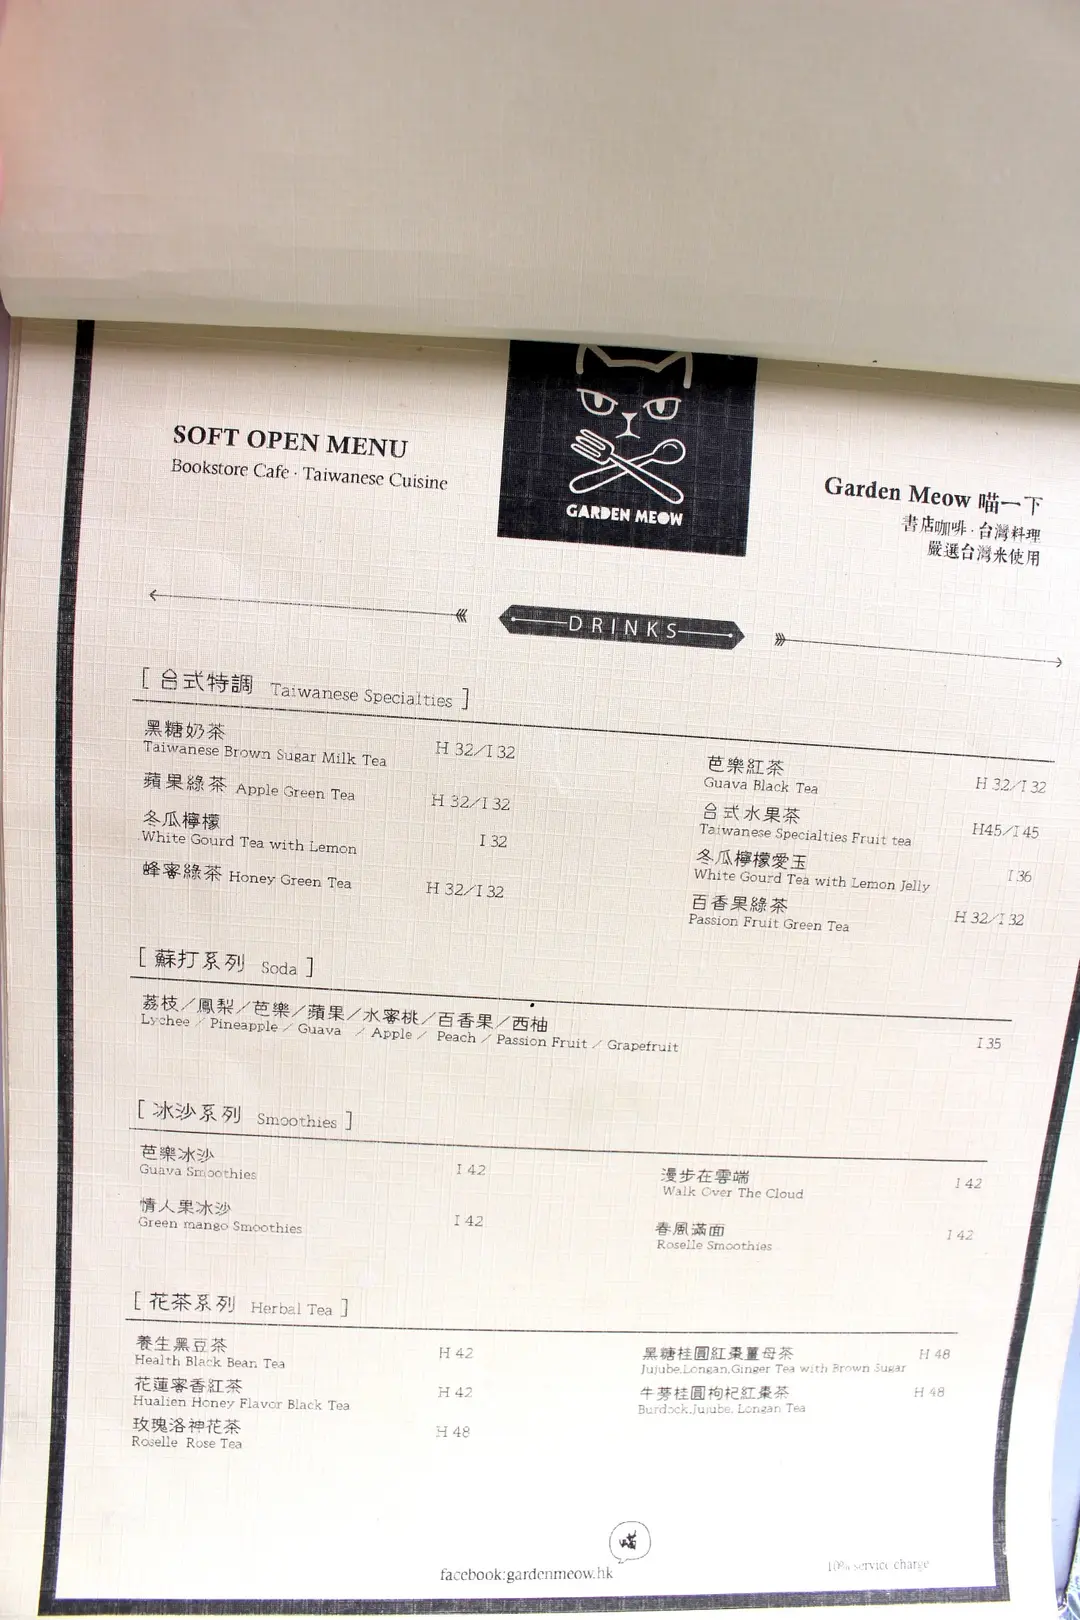 SOFT OPEN MENU
Bookstore Cafe · Taiwanese Cuisine
GARDEN MEOW
Garden Meow 喵一下
書店咖啡 · 台灣料理
嚴選台灣米使用
DRINKS
[ 台式特調 Taiwanese Specialties ]
黑糖奶茶
Taiwanese Brown Sugar Milk Tea H 32/I 32
蘋果綠茶 Apple Green Tea H 32/I 32
冬瓜檸檬
White Gourd Tea with Lemon I 32
蜂蜜綠茶 Honey Green Tea H 32/I 32
芭樂紅茶
Guava Black Tea H 32/I 32
台式水果茶
Taiwanese Specialties Fruit tea H45/I 45
冬瓜檸檬愛玉
White Gourd Tea with Lemon Jelly I 36
百香果綠茶
Passion Fruit Green Tea H 32/I 32
[ 蘇打系列 Soda ]
荔枝/鳳梨/芭樂/蘋果/水蜜桃/百香果/西柚
Lychee / Pineapple / Guava / Apple / Peach / Passion Fruit / Grapefruit I 35
[ 冰沙系列 Smoothies ]
芭樂冰沙
Guava Smoothies I 42
情人果冰沙
Green mango Smoothies I 42
漫步在雲端
Walk Over The Cloud I 42
春風滿面
Roselle Smoothies I 42
[ 花茶系列 Herbal Tea ]
養生黑豆茶
Health Black Bean Tea H 42
花蓮蜜香紅茶
Hualien Honey Flavor Black Tea H 42
玫瑰洛神花茶
Roselle Rose Tea H 48
黑糖桂圓紅棗薑母茶 H 48
Jujube,Longan,Ginger Tea with Brown Sugar
牛蒡桂圓枸杞紅棗茶 H 48
Burdock,Jujube, Longan Tea
喵
facebook:gardenmeow.hk
10% service charge